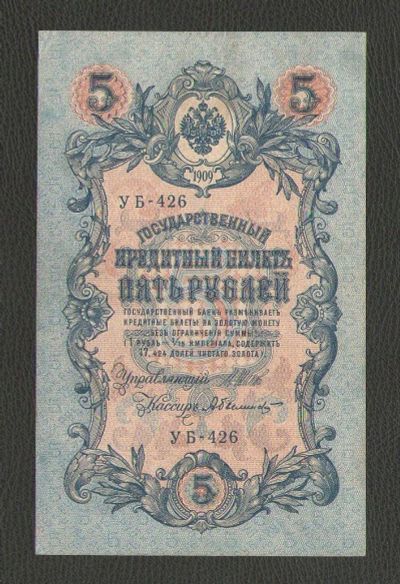 5 5
1909
УБ-426
ГОСУДАРСТВЕННЫЙ
КРЕДИТНЫЙ БИЛЕТЪ
ПЯТЬ РУБЛЕЙ
ГОСУДАРСТВЕННЫЙ БАНКЪ РАЗМѢНИВАЕТЪ
КРЕДИТНЫЕ БИЛЕТЫ НА ЗОЛОТУЮ МОНЕТУ
БЕЗЪ ОГРАНИЧЕНІЯ СУММЫ
(1 РУБЛЬ = 1/15 ИМПЕРІАЛА, СОДЕРЖИТЪ
17,424 ДОЛЕЙ ЧИСТАГО ЗОЛОТА).
Управляющій
Кассиръ
УБ-426
5